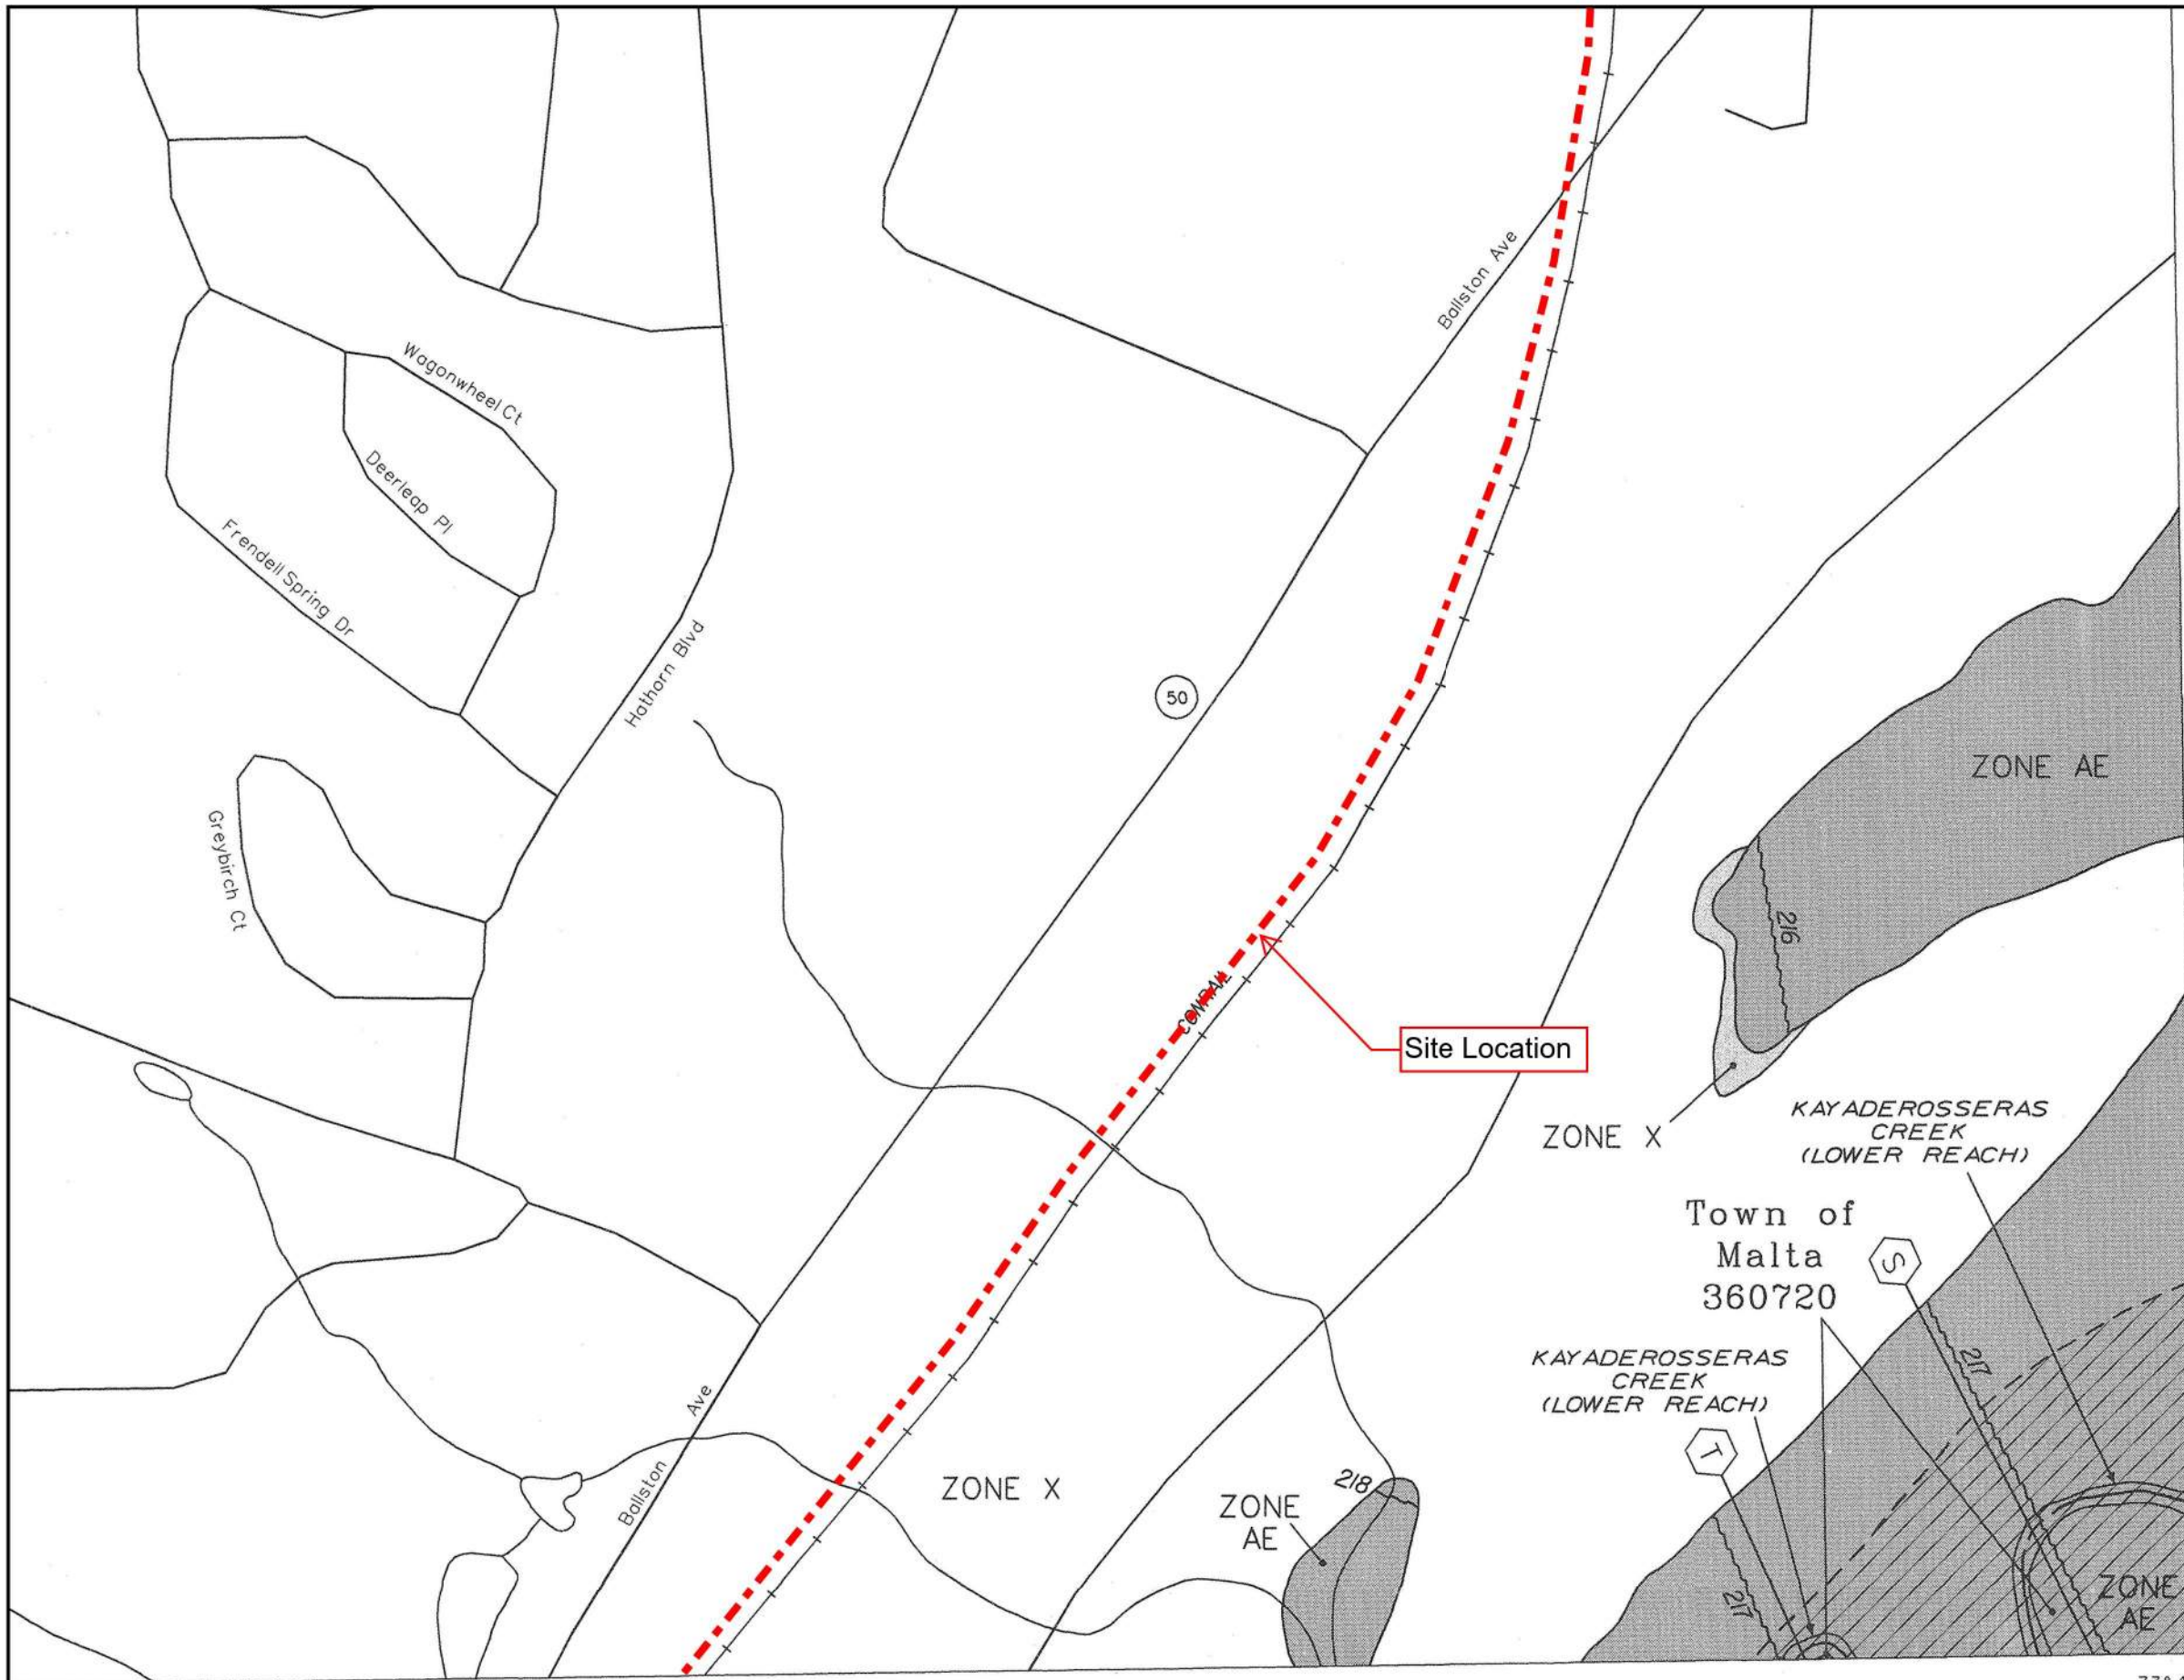 Ballston Ave
Wagonwheel Ct
Deerleap Pl
Frendell Spring Dr
Hathorn Blvd
50
ZONE AE
Greybirch Ct
216
CONRAIL
Site Location
ZONE X
KAYADEROSSERAS
CREEK
(LOWER REACH)
Town of
Malta
360720
S
217
KAYADEROSSERAS
CREEK
(LOWER REACH)
T
Ballston Ave
ZONE X
218
ZONE
AE
217
ZONE
AE